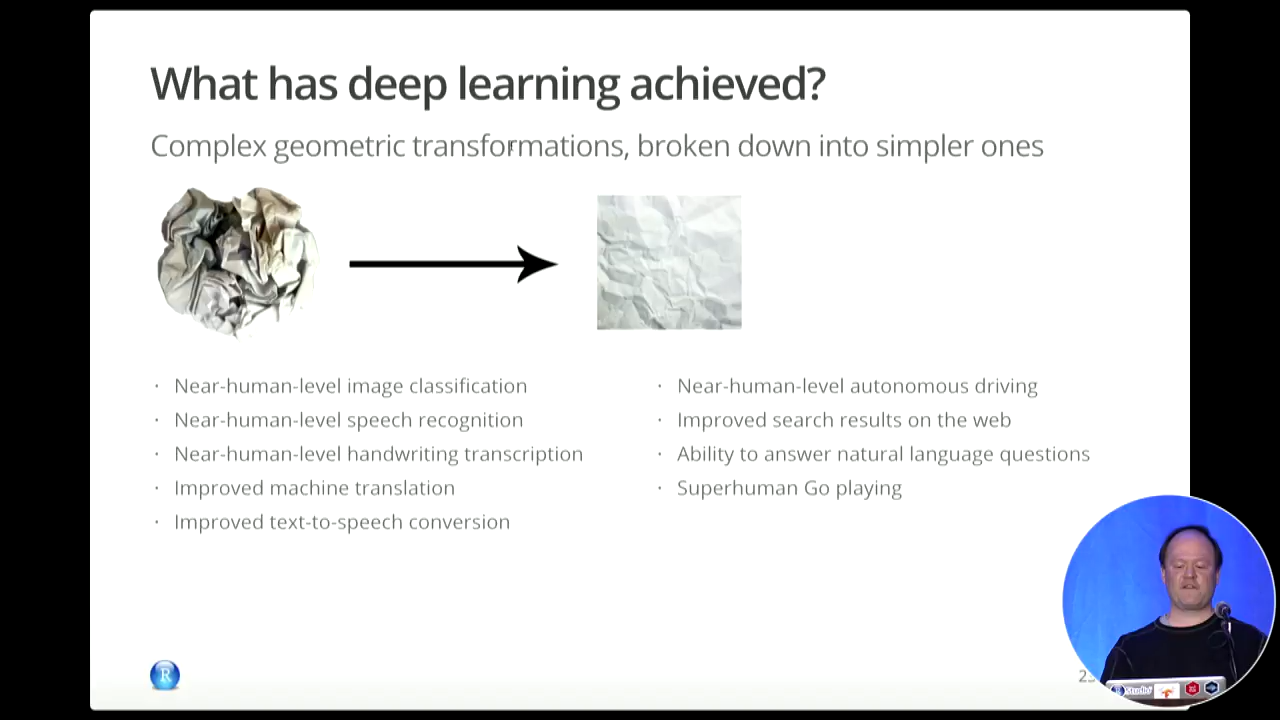 What has deep learning achieved?
Complex geometric transformations, broken down into simpler ones
· Near-human-level image classification
· Near-human-level speech recognition
· Near-human-level handwriting transcription
· Improved machine translation
· Improved text-to-speech conversion
· Near-human-level autonomous driving
· Improved search results on the web
· Ability to answer natural language questions
· Superhuman Go playing
R
R Studio